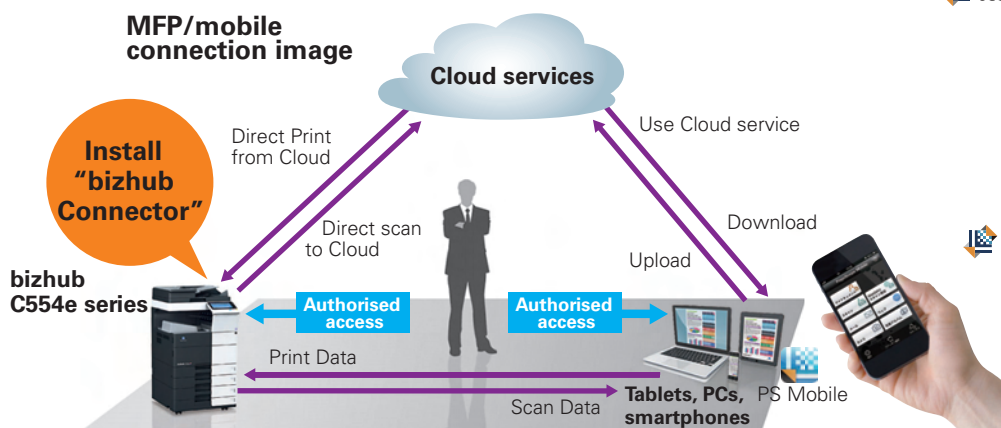 MFP/mobile
connection image
Cloud services
Direct Print
from Cloud
Use Cloud service
Install
“bizhub
Connector”
Direct scan
to Cloud
Download
Upload
bizhub
C554e series
Authorised
access
Authorised
access
Print Data
Scan Data
Tablets, PCs,
smartphones
PS Mobile